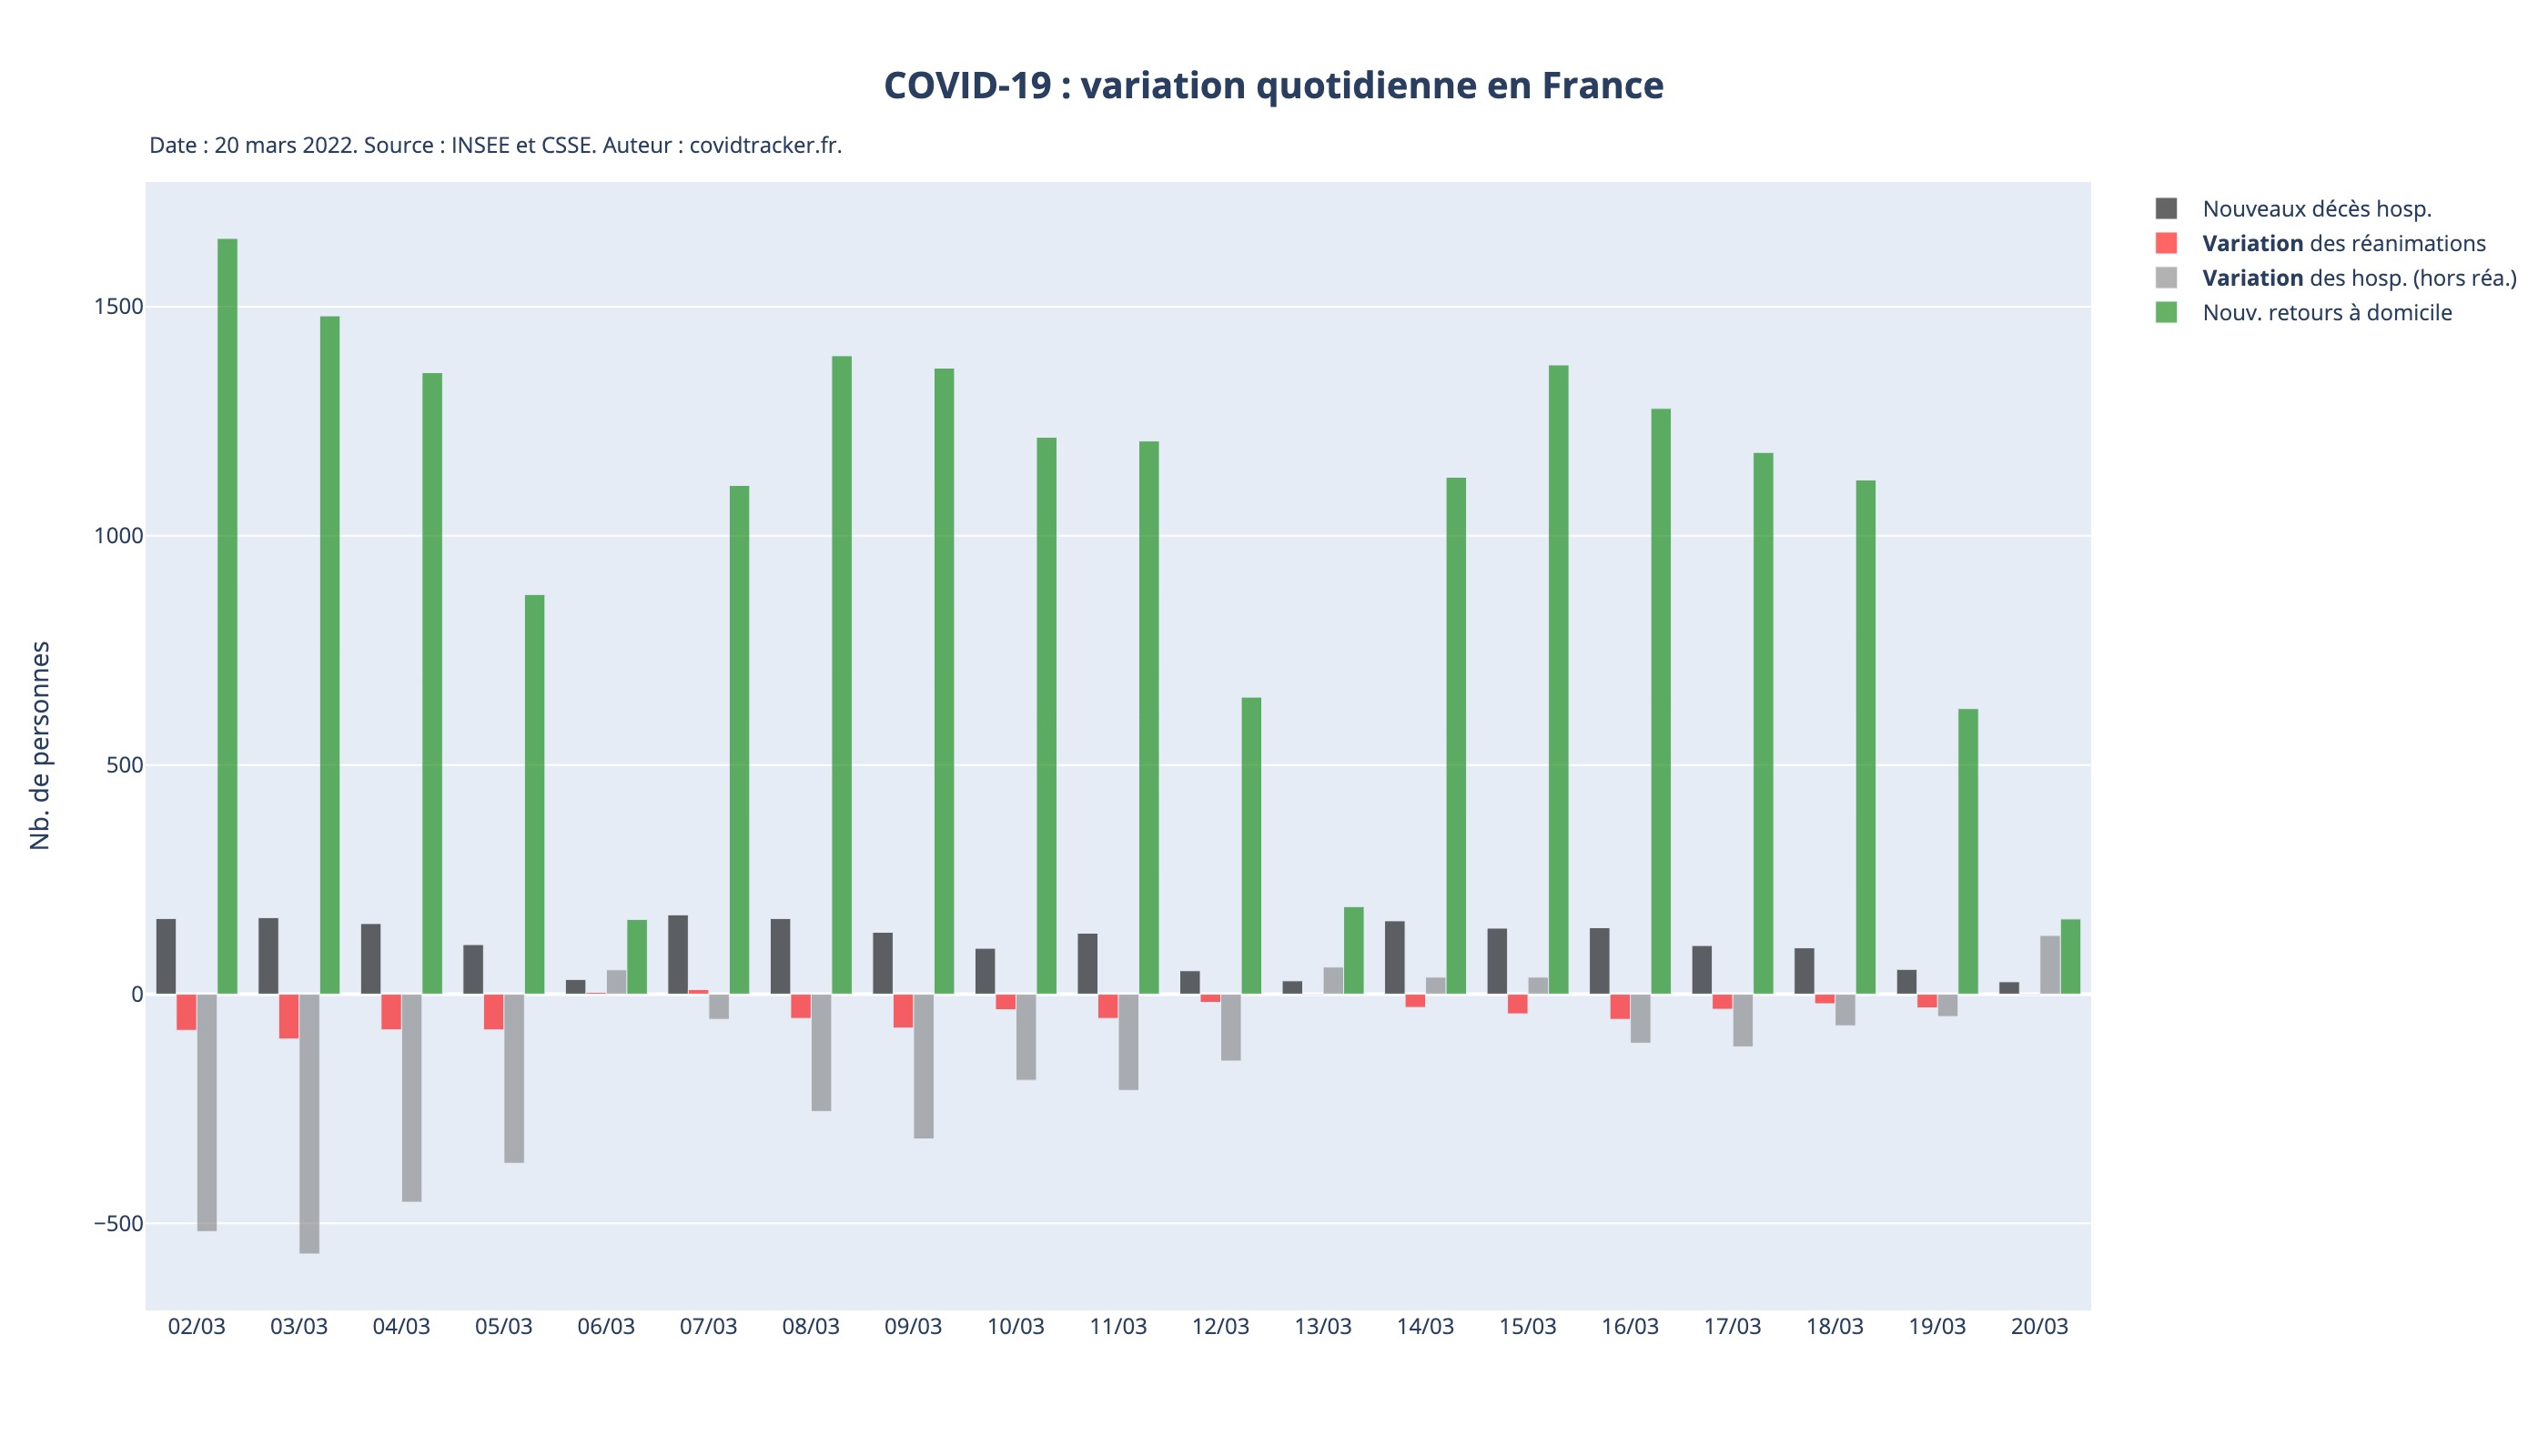 COVID-19 : variation quotidienne en France
Date : 20 mars 2022. Source : INSEE et CSSE. Auteur : covidtracker.fr.
Nouveaux décès hosp.
Variation des réanimations
Variation des hosp. (hors réa.)
Nouv. retours à domicile
Nb. de personnes
1500
1000
500
0
−500
02/03 03/03 04/03 05/03 06/03 07/03 08/03 09/03 10/03 11/03 12/03 13/03 14/03 15/03 16/03 17/03 18/03 19/03 20/03